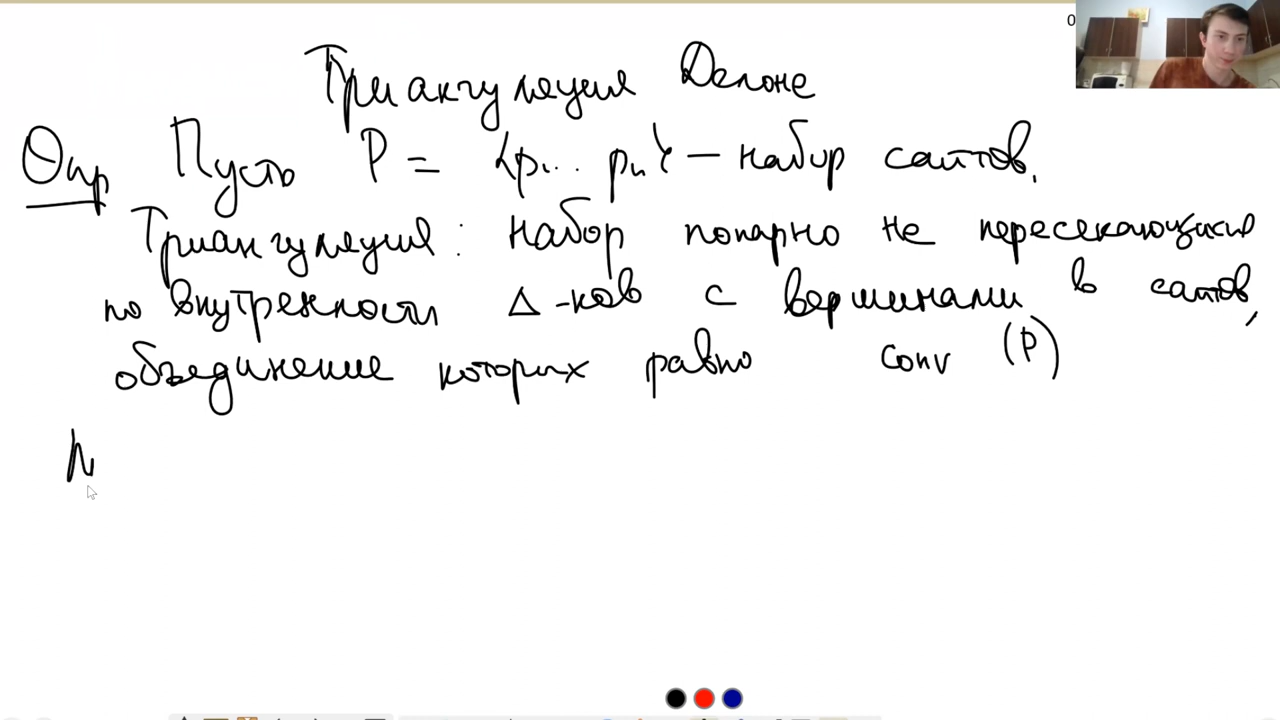 Триангуляция Делоне
Опр Пусть P = {p₁... pₙ} — набор сайтов.
Триангуляция: набор попарно не пересекающихся
по внутренности Δ-ков с вершинами в сайтов,
объединение которых равно conv (P)